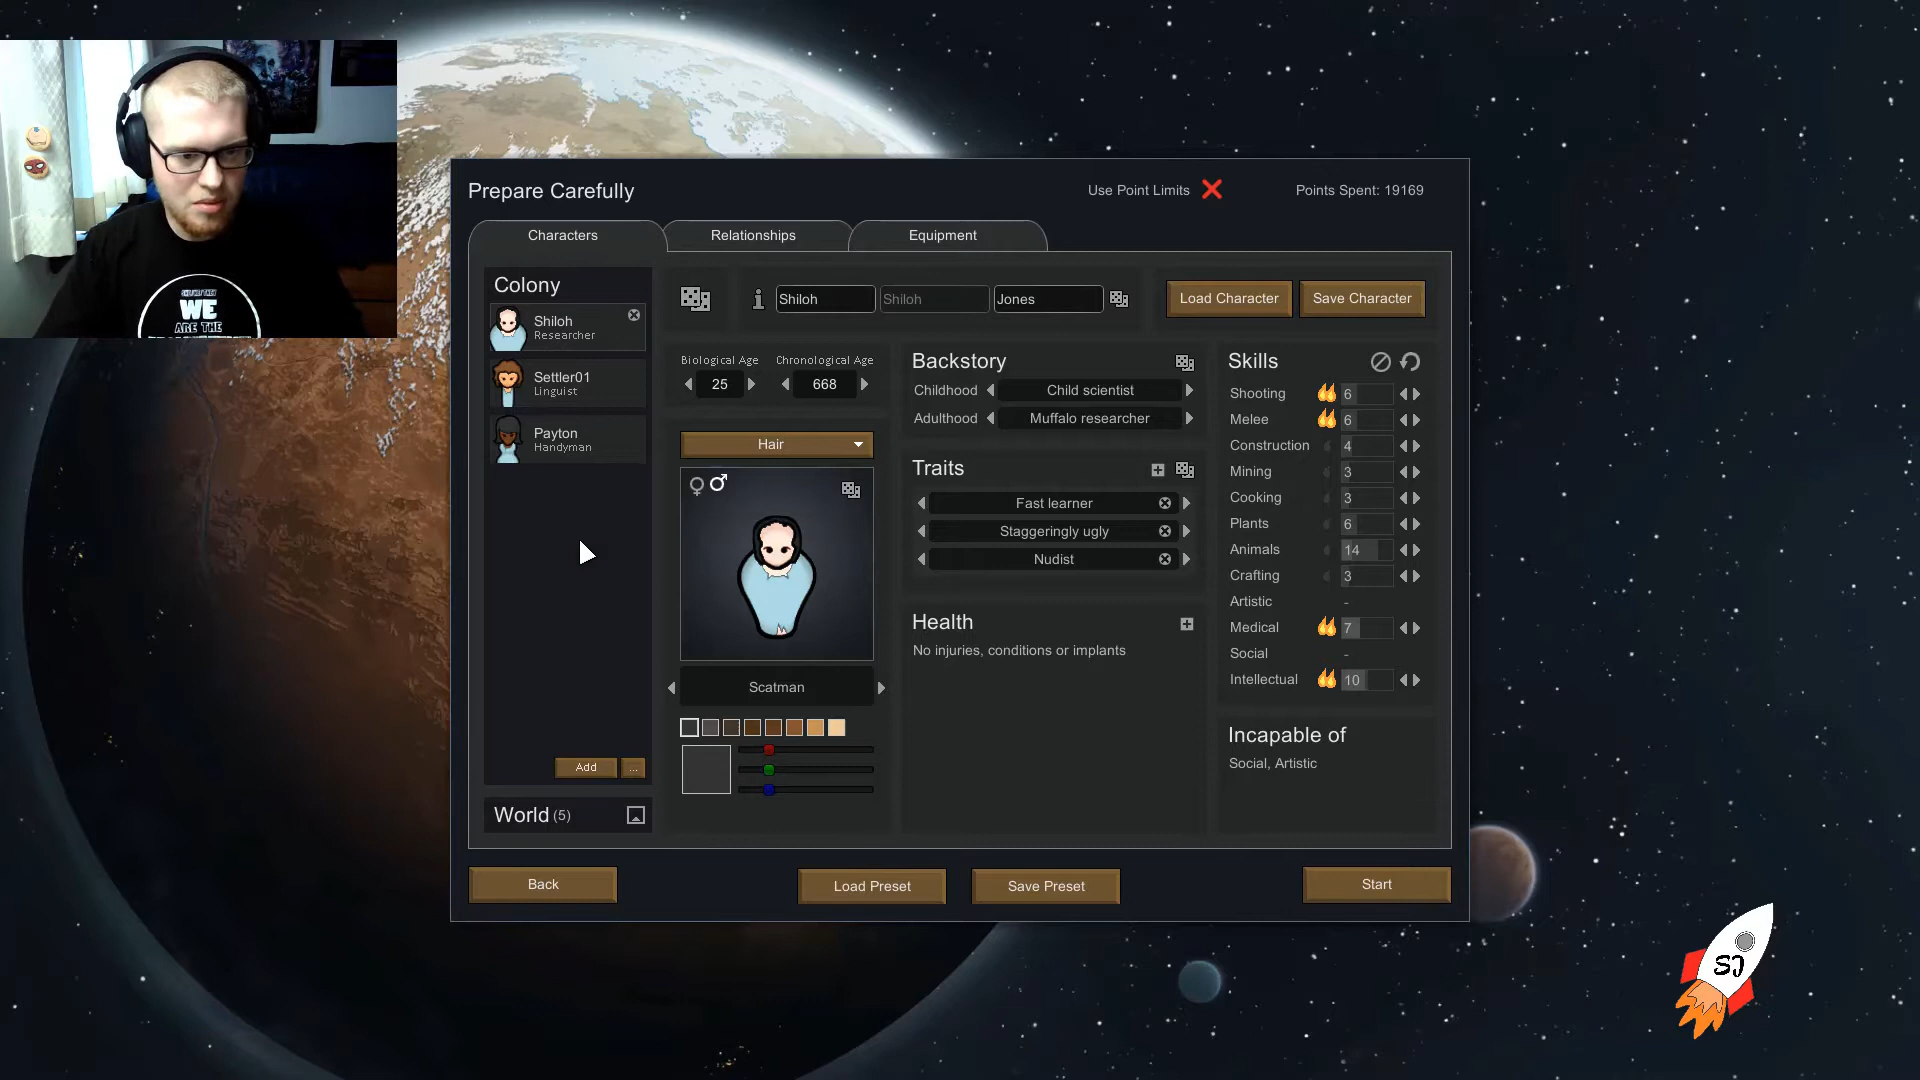 Prepare Carefully
Use Point Limits
Points Spent: 19169
Characters
Relationships
Equipment
Colony
Shiloh
Researcher
Settler01
Linguist
Payton
Handyman
Add
...
World (5)
Shiloh
Shiloh
Jones
Load Character
Save Character
Biological Age
Chronological Age
25
668
Hair
Scatman
Backstory
Childhood
Child scientist
Adulthood
Muffalo researcher
Traits
Fast learner
Staggeringly ugly
Nudist
Health
No injuries, conditions or implants
Skills
Shooting 6
Melee 6
Construction 4
Mining 3
Cooking 3
Plants 6
Animals 14
Crafting 3
Artistic -
Medical 7
Social -
Intellectual 10
Incapable of
Social, Artistic
Back
Load Preset
Save Preset
Start
WE
ARE THE
SJ